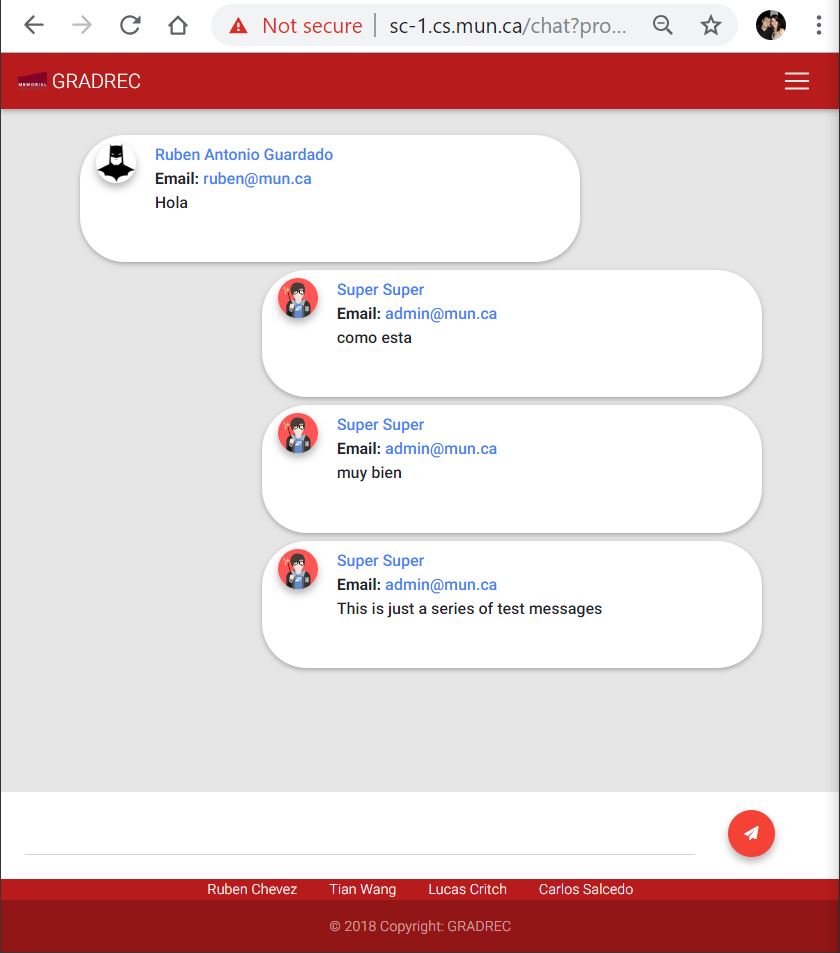 Not secure | sc-1.cs.mun.ca/chat?pro...
MEMORIAL GRADREC
Ruben Antonio Guardado
Email: ruben@mun.ca
Hola
Super Super
Email: admin@mun.ca
como esta
Super Super
Email: admin@mun.ca
muy bien
Super Super
Email: admin@mun.ca
This is just a series of test messages
Ruben Chevez Tian Wang Lucas Critch Carlos Salcedo
© 2018 Copyright: GRADREC